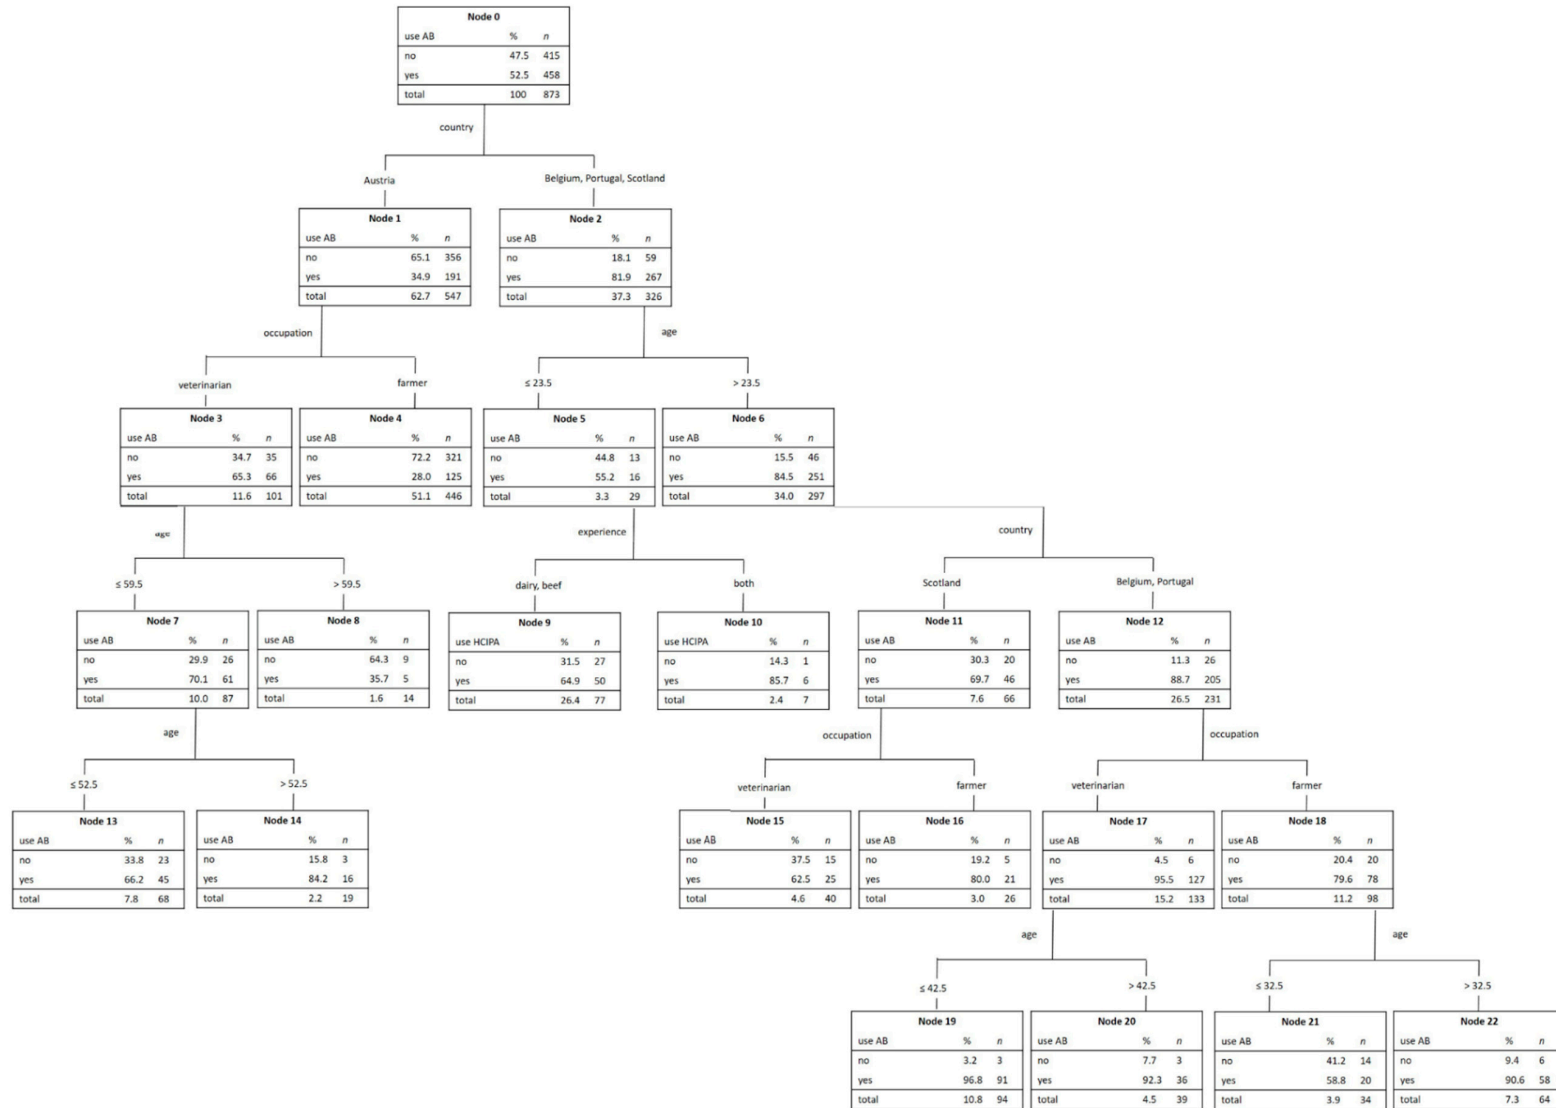 Node 0
use AB % n
no 47.5 415
yes 52.5 458
total 100 873
country
Austria
Belgium, Portugal, Scotland
Node 1
use AB % n
no 65.1 356
yes 34.9 191
total 62.7 547
Node 2
use AB % n
no 18.1 59
yes 81.9 267
total 37.3 326
occupation
age
veterinarian
farmer
≤ 23.5
> 23.5
Node 3
use AB % n
no 34.7 35
yes 65.3 66
total 11.6 101
Node 4
use AB % n
no 72.2 321
yes 28.0 125
total 51.1 446
Node 5
use AB % n
no 44.8 13
yes 55.2 16
total 3.3 29
Node 6
use AB % n
no 15.5 46
yes 84.5 251
total 34.0 297
age
experience
country
≤ 59.5
> 59.5
dairy, beef
both
Scotland
Belgium, Portugal
Node 7
use AB % n
no 29.9 26
yes 70.1 61
total 10.0 87
Node 8
use AB % n
no 64.3 9
yes 35.7 5
total 1.6 14
Node 9
use HCIPA % n
no 31.5 27
yes 64.9 50
total 26.4 77
Node 10
use HCIPA % n
no 14.3 1
yes 85.7 6
total 2.4 7
Node 11
use AB % n
no 30.3 20
yes 69.7 46
total 7.6 66
Node 12
use AB % n
no 11.3 26
yes 88.7 205
total 26.5 231
age
occupation
occupation
≤ 52.5
> 52.5
veterinarian
farmer
veterinarian
farmer
Node 13
use AB % n
no 33.8 23
yes 66.2 45
total 7.8 68
Node 14
use AB % n
no 15.8 3
yes 84.2 16
total 2.2 19
Node 15
use AB % n
no 37.5 15
yes 62.5 25
total 4.6 40
Node 16
use AB % n
no 19.2 5
yes 80.0 21
total 3.0 26
Node 17
use AB % n
no 4.5 6
yes 95.5 127
total 15.2 133
Node 18
use AB % n
no 20.4 20
yes 79.6 78
total 11.2 98
age
age
≤ 42.5
> 42.5
≤ 32.5
> 32.5
Node 19
use AB % n
no 3.2 3
yes 96.8 91
total 10.8 94
Node 20
use AB % n
no 7.7 3
yes 92.3 36
total 4.5 39
Node 21
use AB % n
no 41.2 14
yes 58.8 20
total 3.9 34
Node 22
use AB % n
no 9.4 6
yes 90.6 58
total 7.3 64